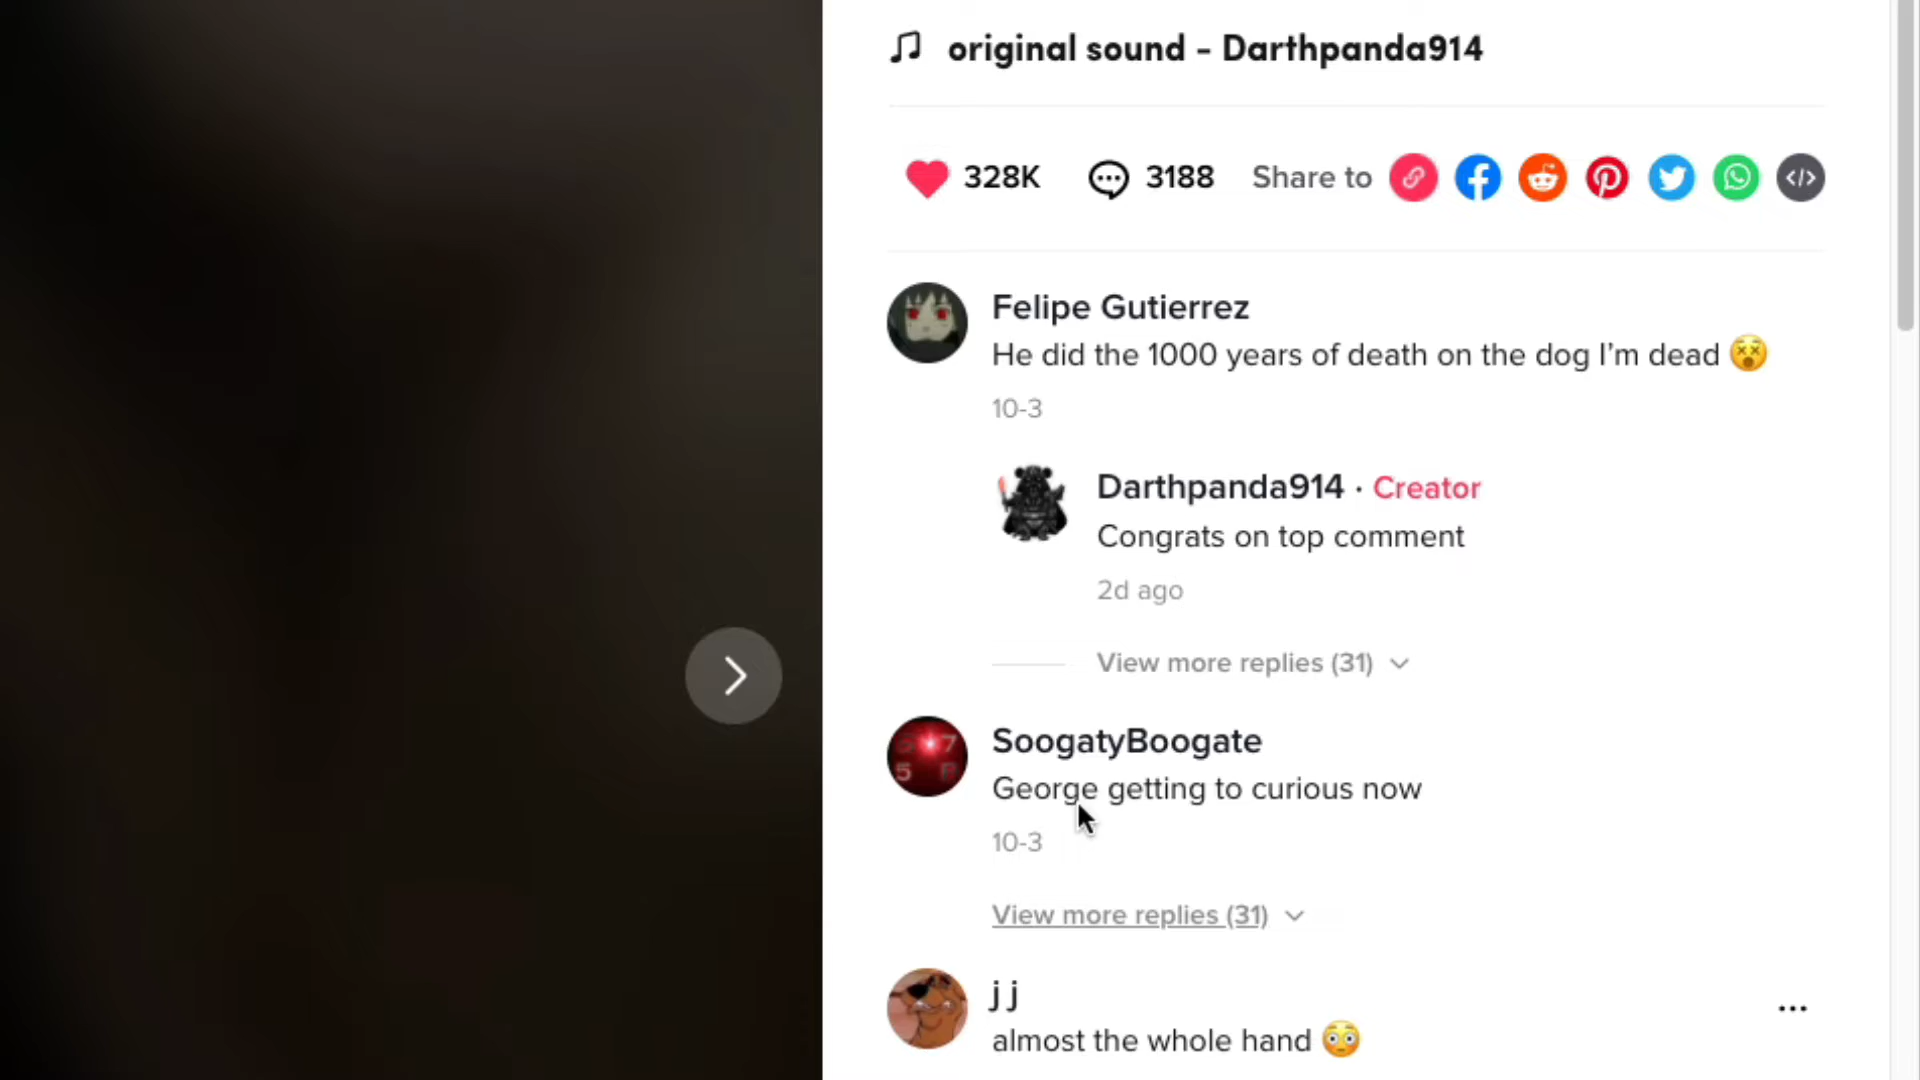 original sound - Darthpanda914
328K 3188 Share to
Felipe Gutierrez
He did the 1000 years of death on the dog I'm dead 😵
10-3
Darthpanda914 · Creator
Congrats on top comment
2d ago
View more replies (31)
SoogatyBoogate
George getting to curious now
10-3
View more replies (31)
j j
almost the whole hand 😳